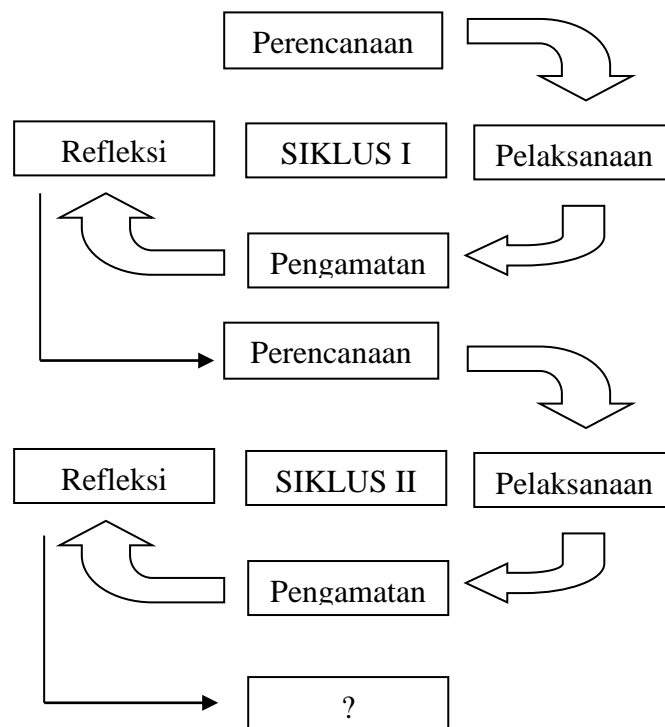 Perencanaan
Refleksi
SIKLUS I
Pelaksanaan
Pengamatan
Perencanaan
Refleksi
SIKLUS II
Pelaksanaan
Pengamatan
?